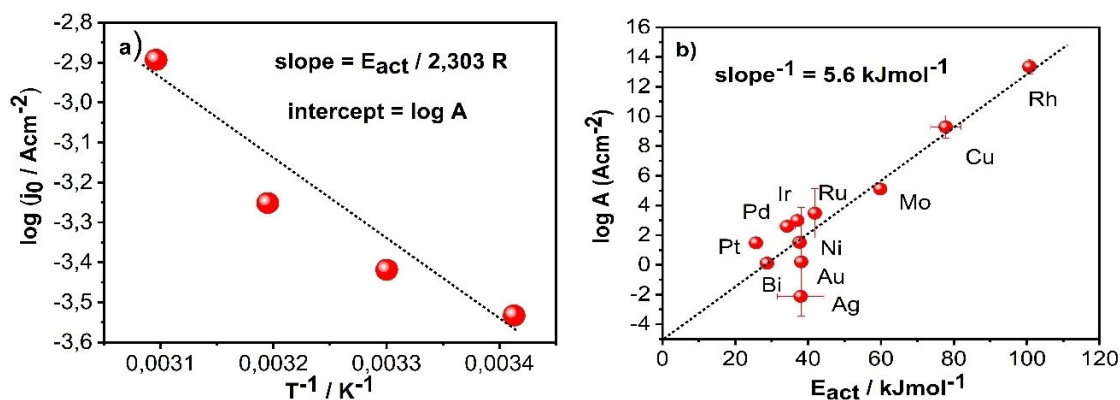 a)
slope = Eact / 2,303 R
intercept = log A
log (j0 / Acm-2)
-2,8
-2,9
-3,0
-3,1
-3,2
-3,3
-3,4
-3,5
-3,6
0,0031
0,0032
0,0033
0,0034
T-1 / K-1
b)
slope-1 = 5.6 kJmol-1
log A (Acm-2)
16
14
12
10
8
6
4
2
0
-2
-4
Rh
Cu
Mo
Ir
Ru
Pd
Ni
Pt
Au
Bi
Ag
0
20
40
60
80
100
120
Eact / kJmol-1